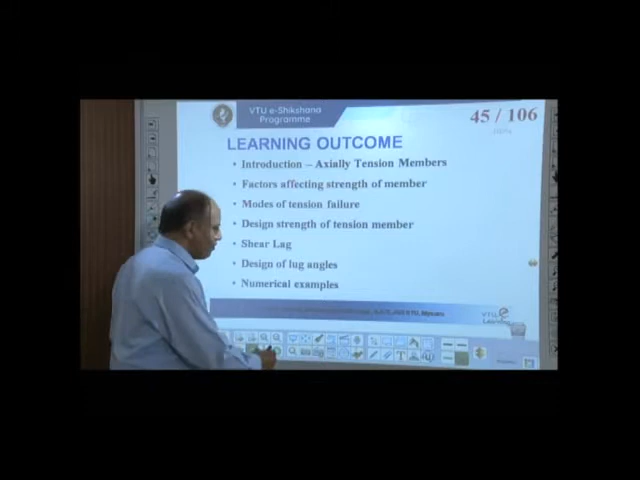 VTU e-Shikshana
Programme
45 / 106
LEARNING OUTCOME
• Introduction – Axially Tension Members
• Factors affecting strength of member
• Modes of tension failure
• Design strength of tension member
• Shear Lag
• Design of lug angles
• Numerical examples
VTU e